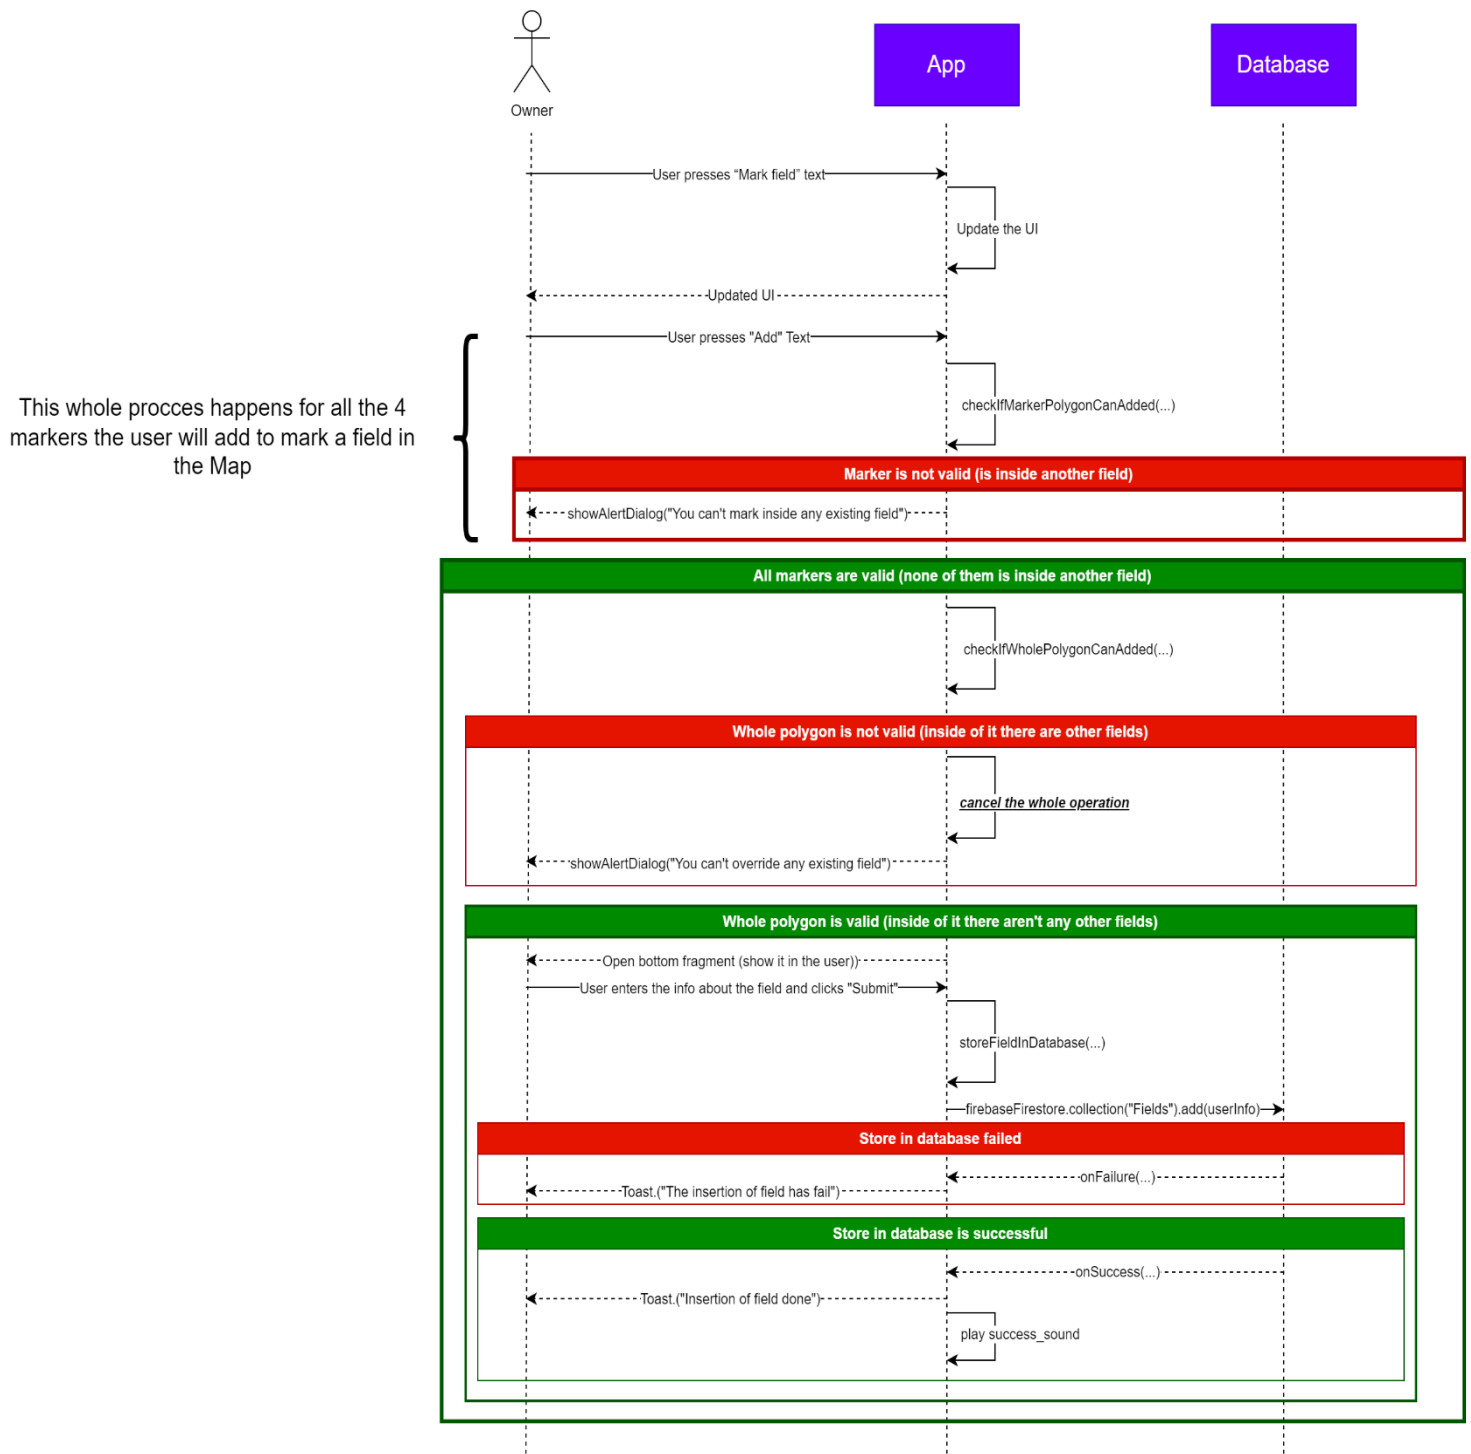 Owner
App
Database
User presses “Mark field” text
Update the UI
Updated UI
User presses "Add" Text
This whole procces happens for all the 4
markers the user will add to mark a field in
the Map
checkIfMarkerPolygonCanAdded(...)
Marker is not valid (is inside another field)
showAlertDialog("You can't mark inside any existing field")
All markers are valid (none of them is inside another field)
checkIfWholePolygonCanAdded(...)
Whole polygon is not valid (inside of it there are other fields)
cancel the whole operation
showAlertDialog("You can't override any existing field")
Whole polygon is valid (inside of it there aren't any other fields)
Open bottom fragment (show it in the user))
User enters the info about the field and clicks "Submit"
storeFieldInDatabase(...)
firebaseFirestore.collection("Fields").add(userInfo)
Store in database failed
onFailure(...)
Toast.("The insertion of field has fail")
Store in database is successful
onSuccess(...)
Toast.("Insertion of field done")
play success_sound